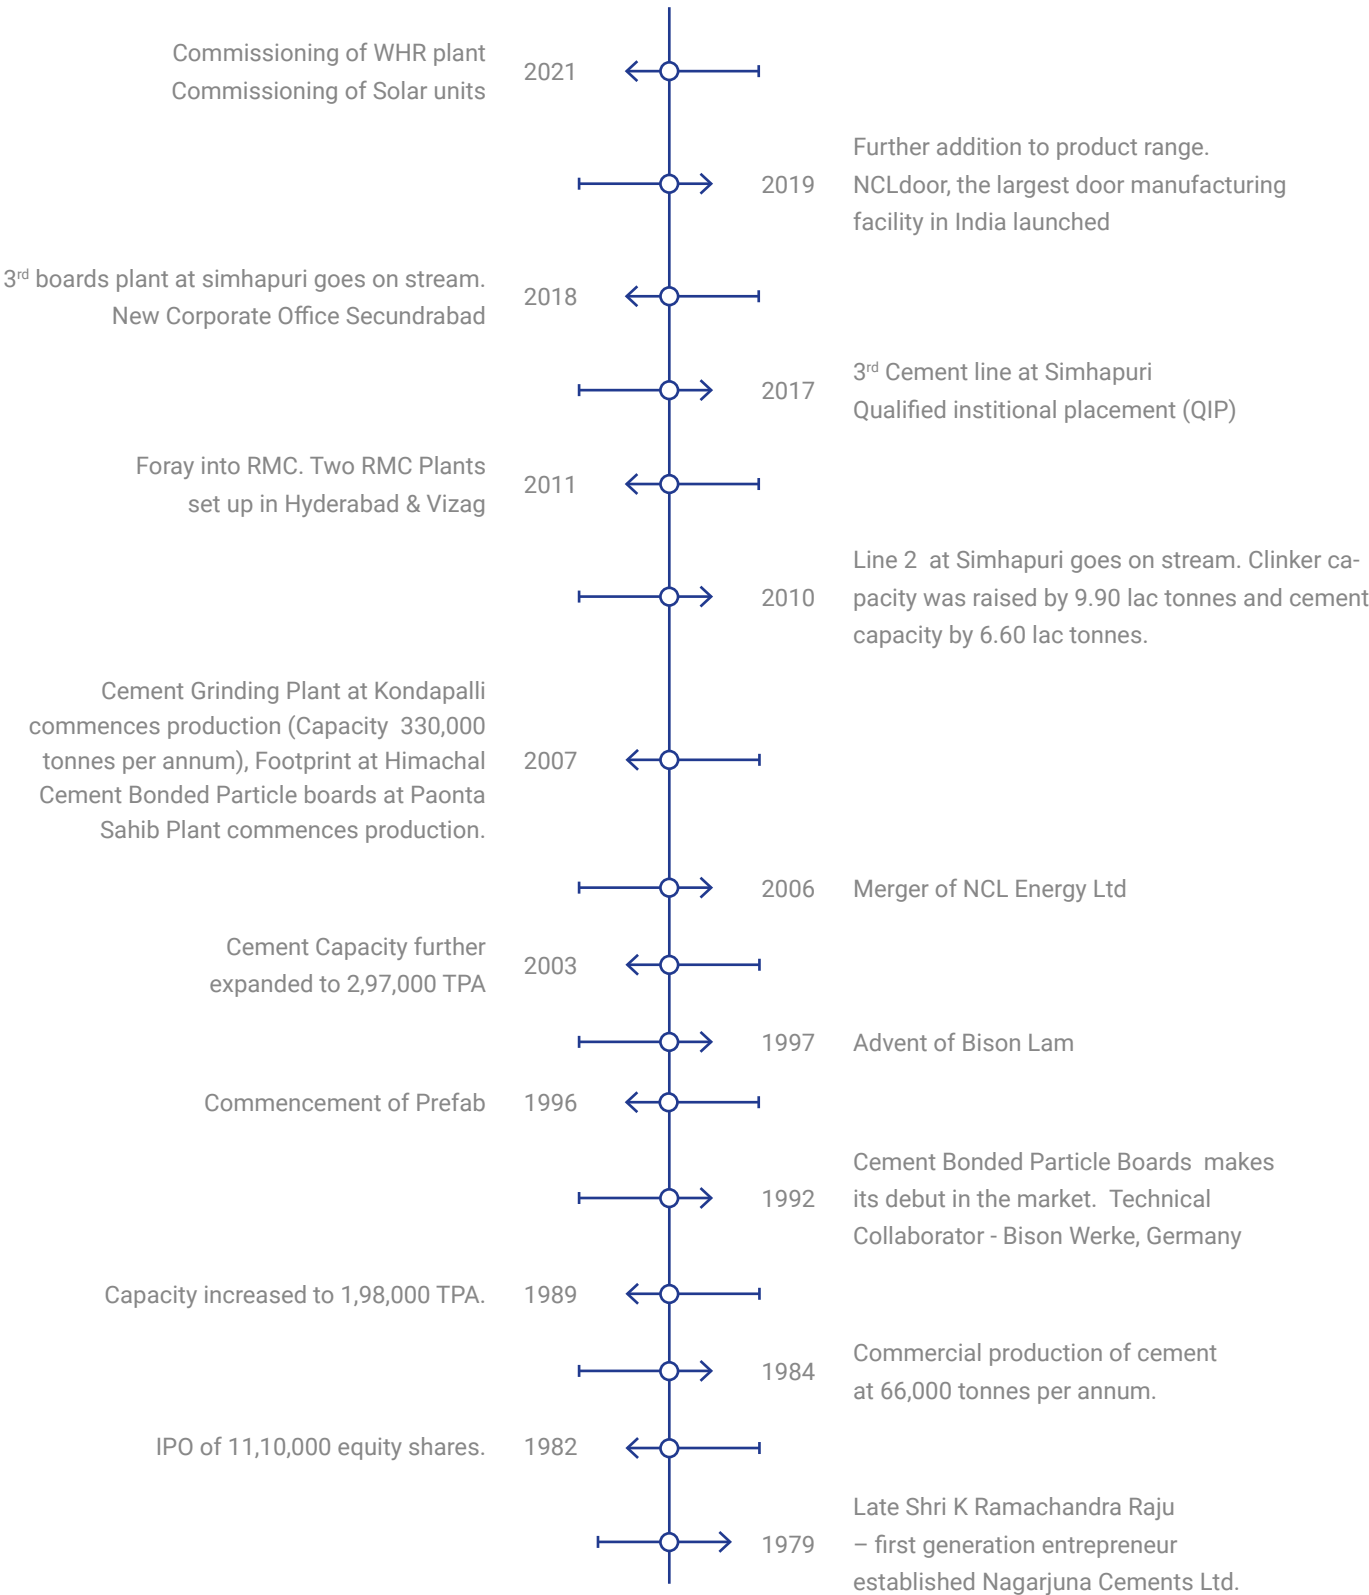 Commissioning of WHR plant
Commissioning of Solar units
2021
Further addition to product range.
2019
NCLdoor, the largest door manufacturing
facility in India launched
3rd boards plant at simhapuri goes on stream.
New Corporate Office Secundrabad
2018
2017
3rd Cement line at Simhapuri
Qualified institional placement (QIP)
Foray into RMC. Two RMC Plants
set up in Hyderabad & Vizag
2011
Line 2 at Simhapuri goes on stream. Clinker ca-
2010
pacity was raised by 9.90 lac tonnes and cement
capacity by 6.60 lac tonnes.
Cement Grinding Plant at Kondapalli
commences production (Capacity 330,000
tonnes per annum), Footprint at Himachal
Cement Bonded Particle boards at Paonta
Sahib Plant commences production.
2007
2006
Merger of NCL Energy Ltd
Cement Capacity further
expanded to 2,97,000 TPA
2003
1997
Advent of Bison Lam
Commencement of Prefab
1996
Cement Bonded Particle Boards makes
1992
its debut in the market. Technical
Collaborator - Bison Werke, Germany
Capacity increased to 1,98,000 TPA.
1989
1984
Commercial production of cement
at 66,000 tonnes per annum.
IPO of 11,10,000 equity shares.
1982
Late Shri K Ramachandra Raju
1979
– first generation entrepreneur
established Nagarjuna Cements Ltd.